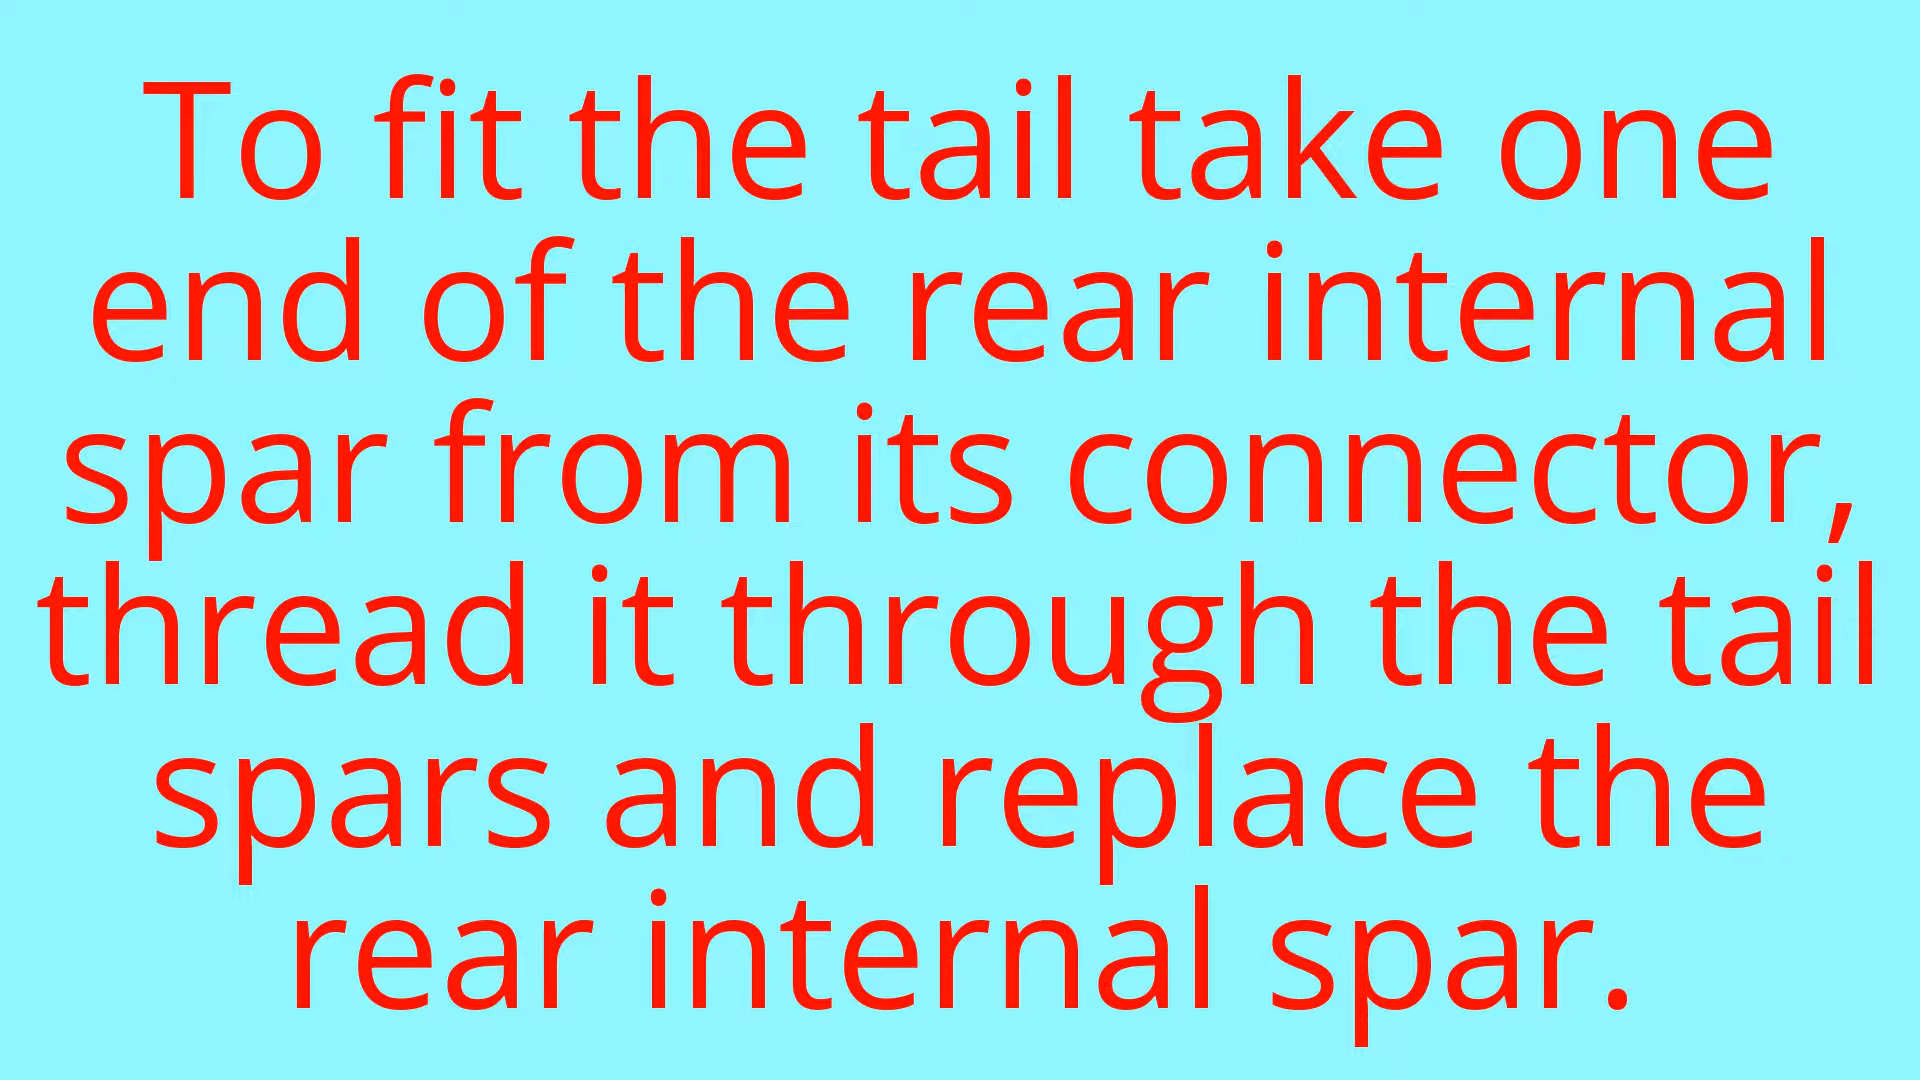 To fit the tail take one
end of the rear internal
spar from its connector,
thread it through the tail
spars and replace the
rear internal spar.